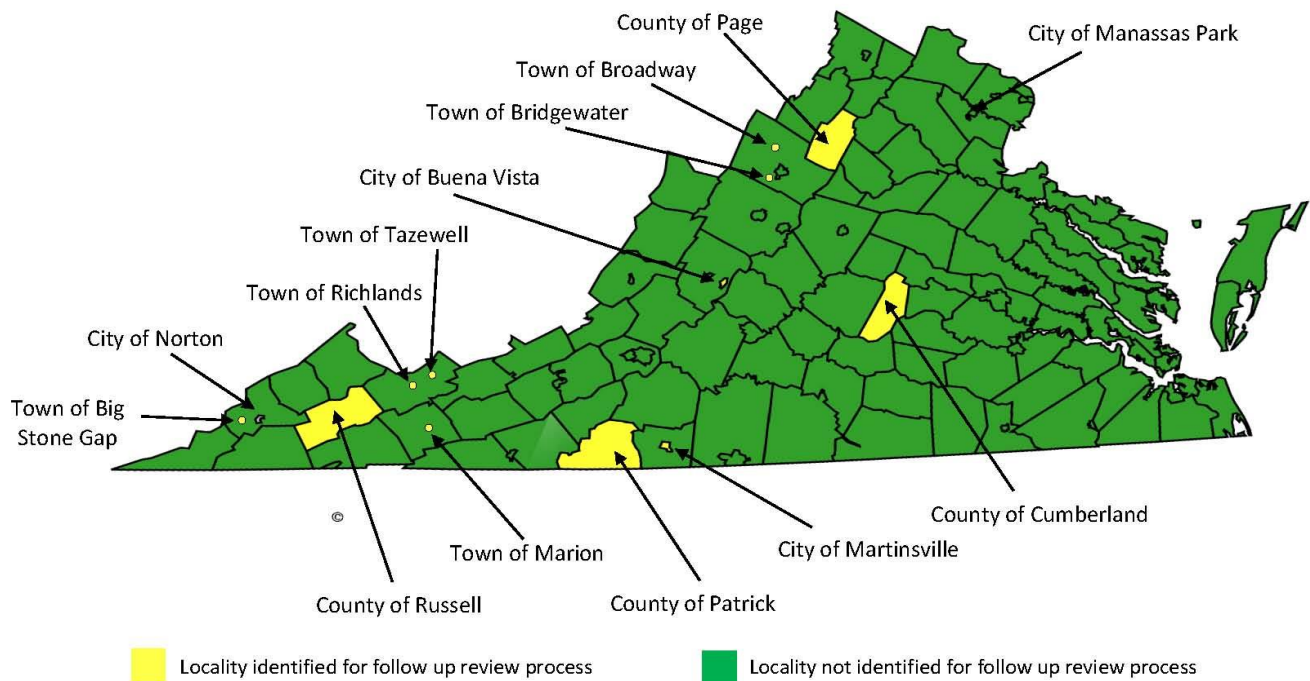 County of Page
City of Manassas Park
Town of Broadway
Town of Bridgewater
City of Buena Vista
Town of Tazewell
Town of Richlands
City of Norton
Town of Big
Stone Gap
©
Town of Marion
County of Russell
County of Patrick
City of Martinsville
County of Cumberland
Locality identified for follow up review process
Locality not identified for follow up review process